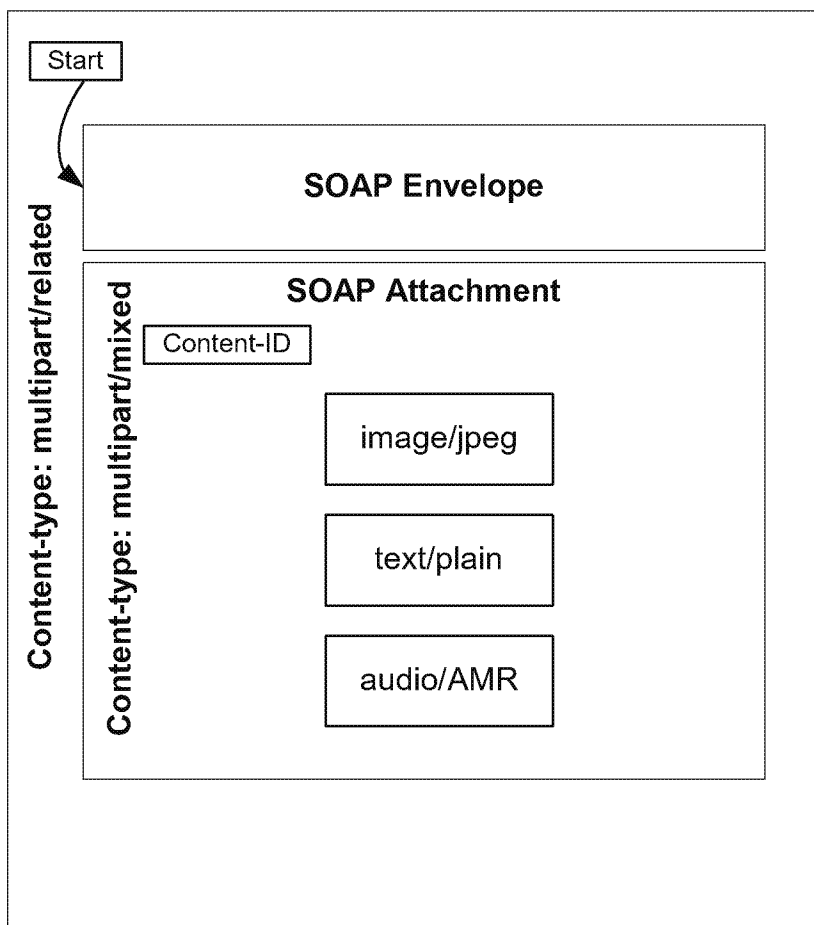 Start
SOAP Envelope
Content-type: multipart/related
SOAP Attachment
Content-type: multipart/mixed
Content-ID
image/jpeg
text/plain
audio/AMR